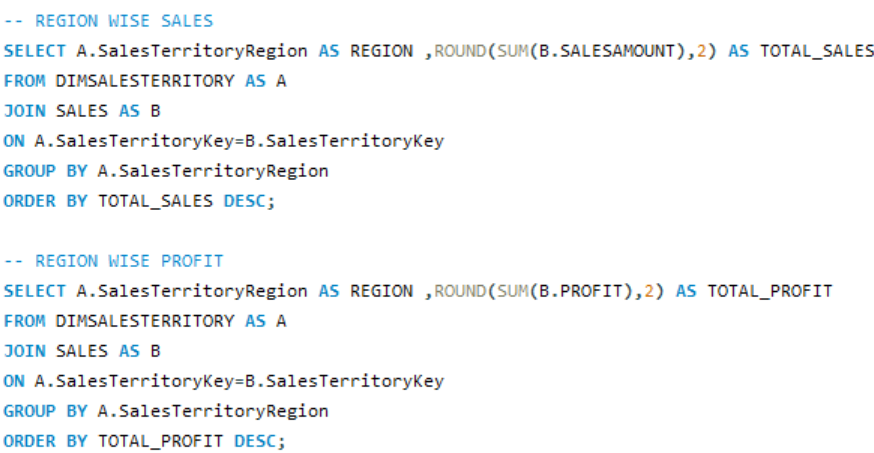 -- REGION WISE SALES
SELECT A.SalesTerritoryRegion AS REGION ,ROUND(SUM(B.SALESAMOUNT),2) AS TOTAL_SALES
FROM DIMSALESTERRITORY AS A
JOIN SALES AS B
ON A.SalesTerritoryKey=B.SalesTerritoryKey
GROUP BY A.SalesTerritoryRegion
ORDER BY TOTAL_SALES DESC;
-- REGION WISE PROFIT
SELECT A.SalesTerritoryRegion AS REGION ,ROUND(SUM(B.PROFIT),2) AS TOTAL_PROFIT
FROM DIMSALESTERRITORY AS A
JOIN SALES AS B
ON A.SalesTerritoryKey=B.SalesTerritoryKey
GROUP BY A.SalesTerritoryRegion
ORDER BY TOTAL_PROFIT DESC;